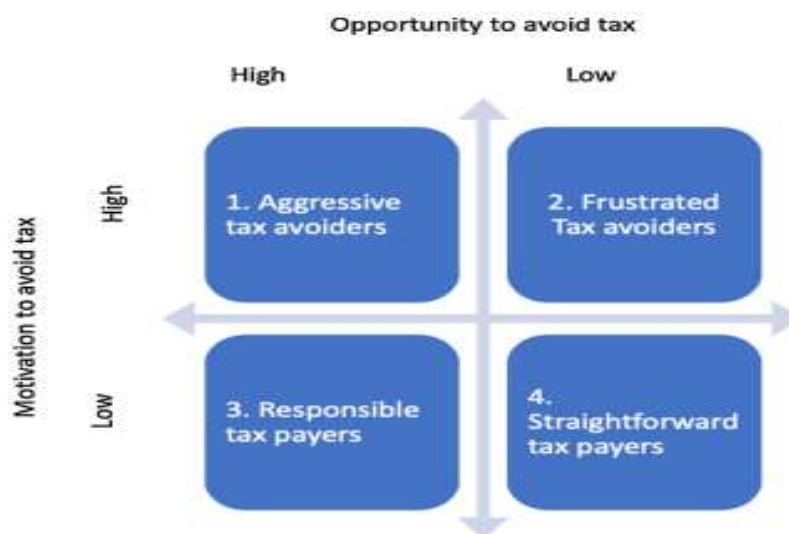 Opportunity to avoid tax
High
Low
Motivation to avoid tax
High
1. Aggressive
tax avoiders
2. Frustrated
Tax avoiders
Low
3. Responsible
tax payers
4.
Straightforward
tax payers